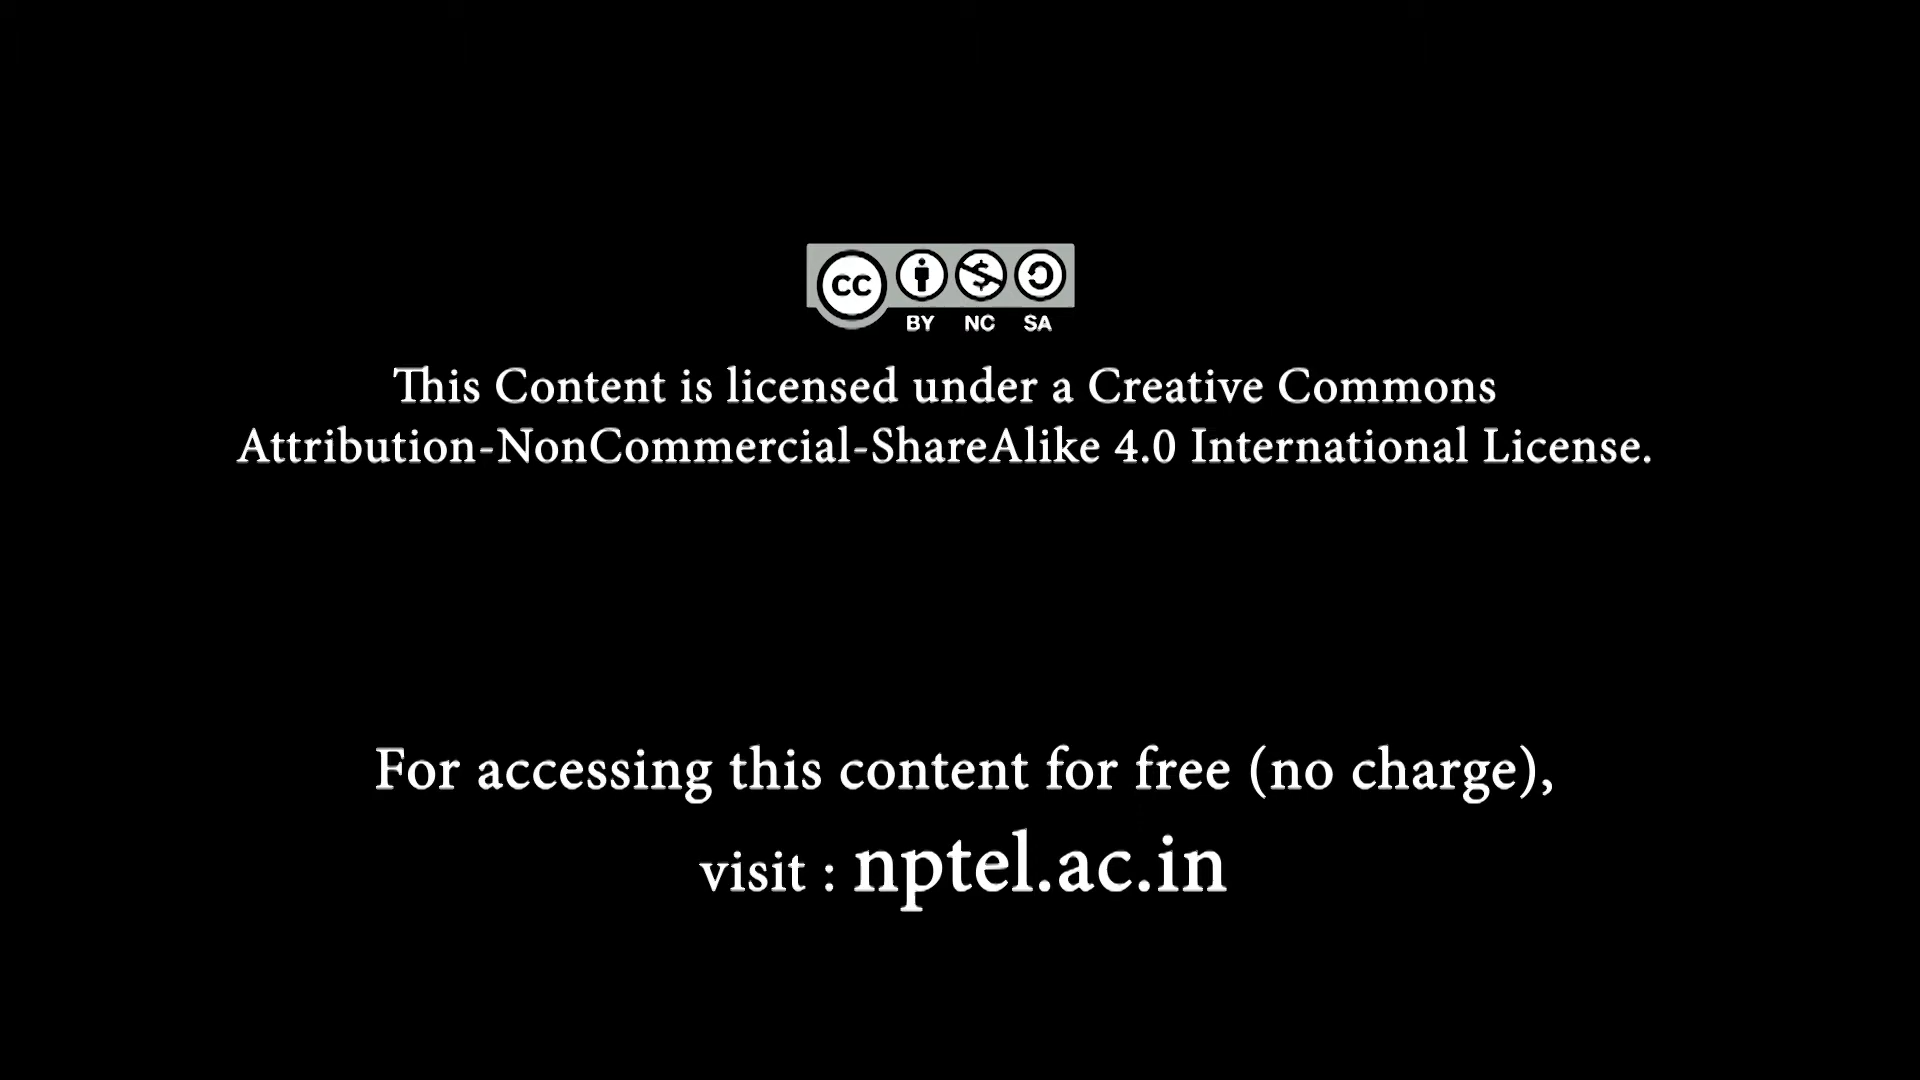 cc
BY NC SA
This Content is licensed under a Creative Commons
Attribution-NonCommercial-ShareAlike 4.0 International License.
For accessing this content for free (no charge),
visit : nptel.ac.in